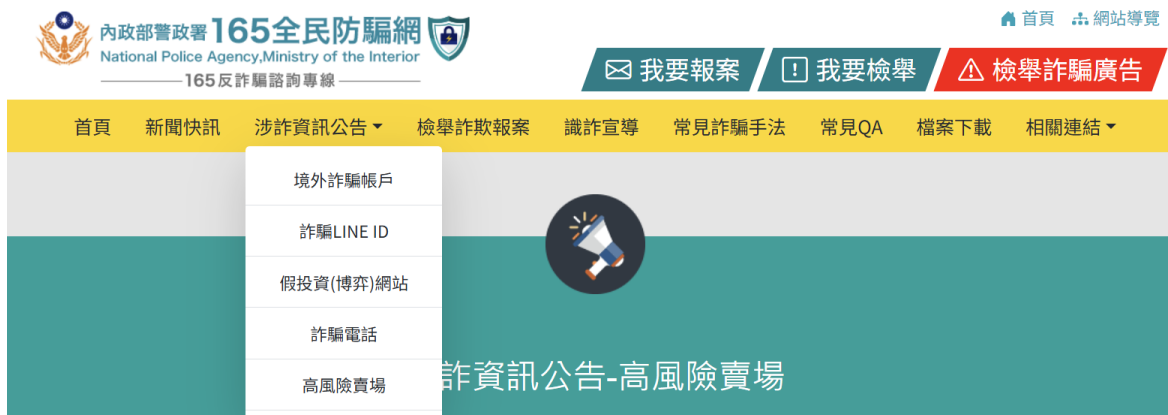 內政部警政署165全民防騙網
National Police Agency,Ministry of the Interior
165反詐騙諮詢專線
首頁 網站導覽
我要報案 我要檢舉 檢舉詐騙廣告
首頁 新聞快訊 涉詐資訊公告 檢舉詐欺報案 識詐宣導 常見詐騙手法 常見QA 檔案下載 相關連結
境外詐騙帳戶
詐騙LINE ID
假投資(博弈)網站
詐騙電話
高風險賣場
詐資訊公告-高風險賣場